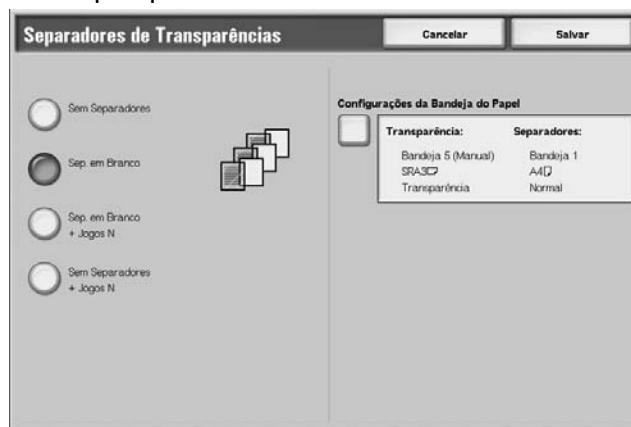 Separadores de Transparências
Cancelar
Salvar
Sem Separadores
Sep. em Branco
Sep. em Branco
+ Jogos N
Sem Separadores
+ Jogos N
Configurações da Bandeja do Papel
Transparência: Separadores:
Bandeja 5 (Manual) Bandeja 1
SRA3 A4
Transparência Normal